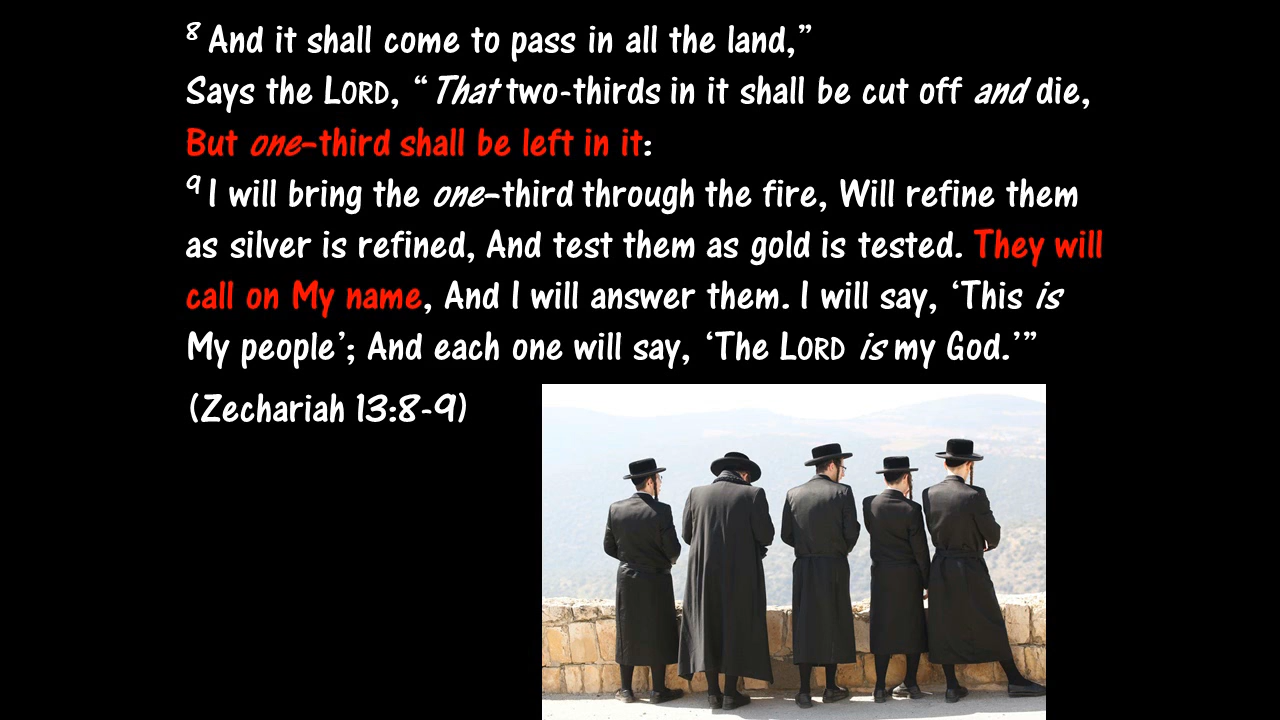 8 And it shall come to pass in all the land,”
Says the LORD, “That two-thirds in it shall be cut off and die,
But one–third shall be left in it:
9 I will bring the one–third through the fire, Will refine them
as silver is refined, And test them as gold is tested. They will
call on My name, And I will answer them. I will say, ‘This is
My people’; And each one will say, ‘The LORD is my God.’”
(Zechariah 13:8-9)